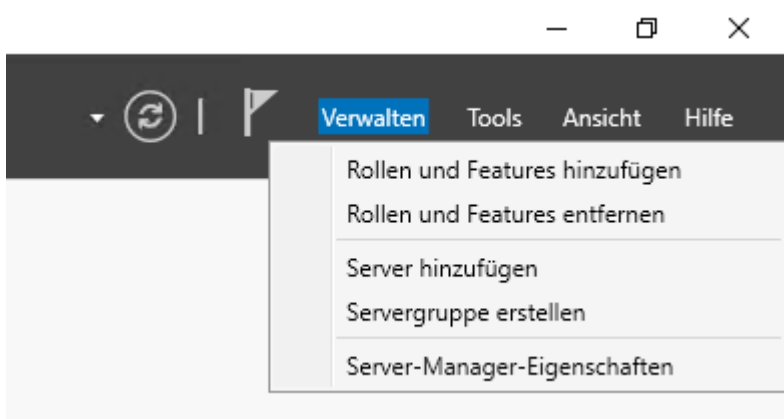 Verwalten Tools Ansicht Hilfe
Rollen und Features hinzufügen
Rollen und Features entfernen
Server hinzufügen
Servergruppe erstellen
Server-Manager-Eigenschaften